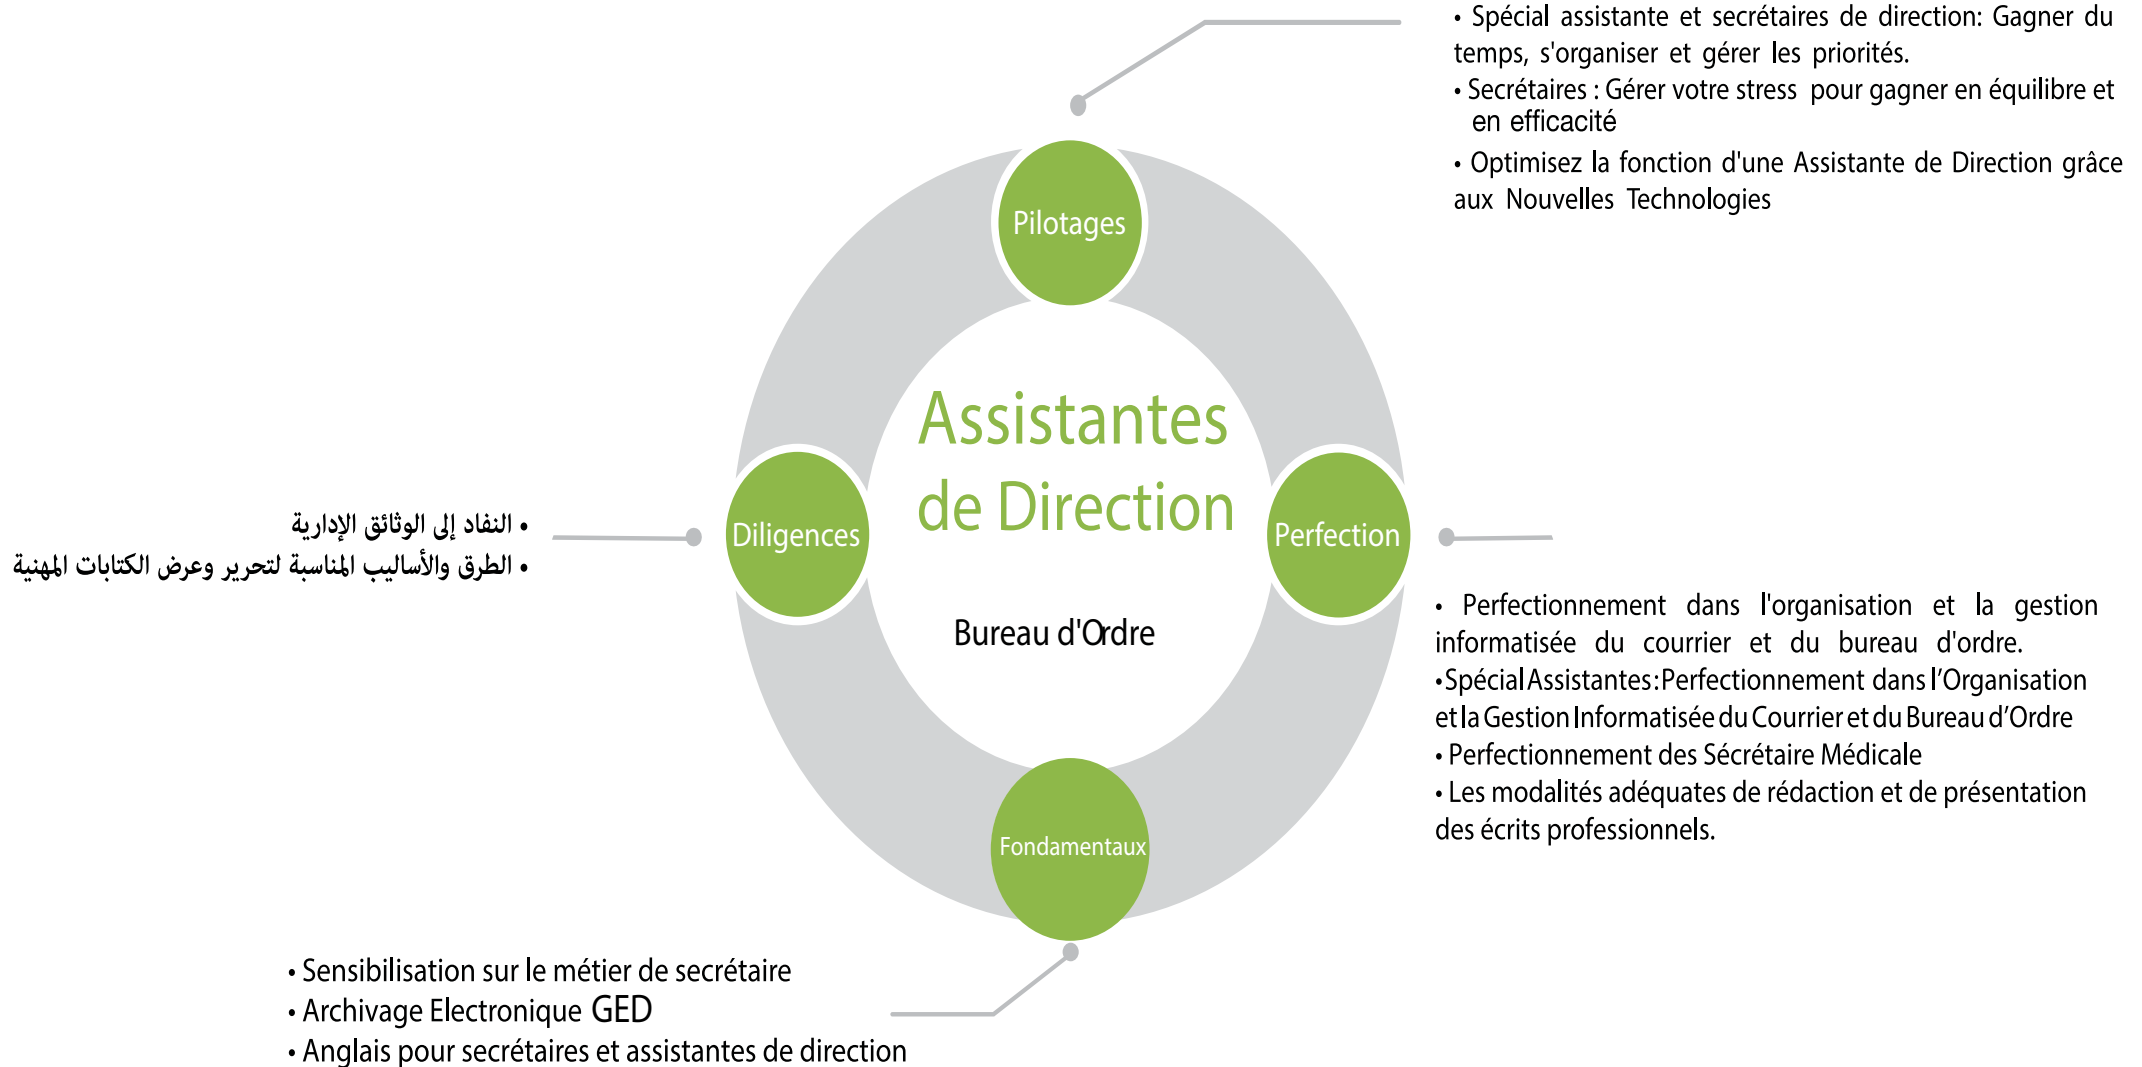 • Spécial assistante et secrétaires de direction: Gagner du
temps, s'organiser et gérer les priorités.
• Secrétaires : Gérer votre stress pour gagner en équilibre et
en efficacité
• Optimisez la fonction d'une Assistante de Direction grâce
aux Nouvelles Technologies
Pilotages
Assistantes
de Direction
Bureau d'Ordre
Diligences
• النفاد إلى الوثائق الإدارية
• الطرق والأساليب المناسبة لتحرير وعرض الكتابات المهنية
Perfection
• Perfectionnement dans l'organisation et la gestion
informatisée du courrier et du bureau d'ordre.
• Spécial Assistantes : Perfectionnement dans l’Organisation
et la Gestion Informatisée du Courrier et du Bureau d’Ordre
• Perfectionnement des Sécrétaire Médicale
• Les modalités adéquates de rédaction et de présentation
des écrits professionnels.
Fondamentaux
• Sensibilisation sur le métier de secrétaire
• Archivage Electronique GED
• Anglais pour secrétaires et assistantes de direction